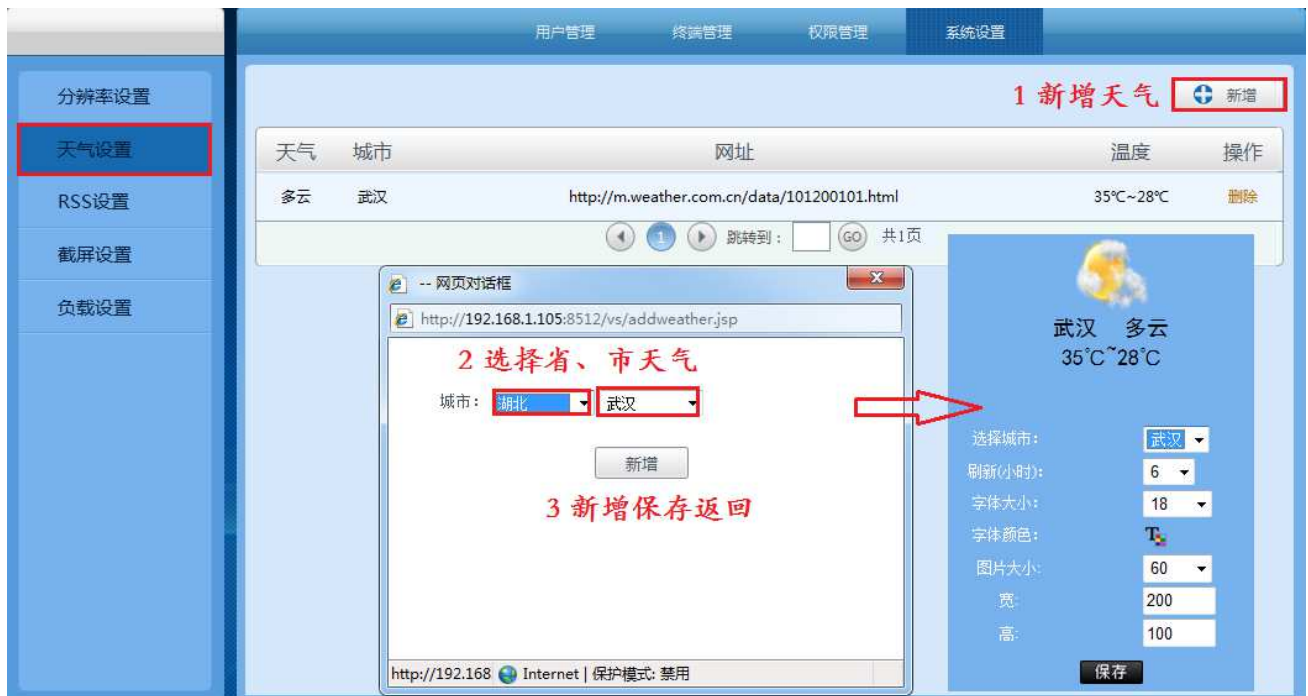 用户管理 终端管理 权限管理 系统设置
分辨率设置
天气设置
RSS设置
截屏设置
负载设置
1 新增天气 新增
天气 城市 网址 温度 操作
多云 武汉 http://m.weather.com.cn/data/101200101.html 35℃~28℃ 删除
1 跳转到: GO 共1页
-- 网页对话框
http://192.168.1.105:8512/vs/addweather.jsp
2 选择省、市天气
城市: 湖北 武汉
新增
3 新增保存返回
http://192.168 Internet | 保护模式: 禁用
武汉 多云
35°C~28°C
选择城市: 武汉
刷新(小时): 6
字体大小: 18
字体颜色: T
图片大小: 60
宫: 200
高: 100
保存